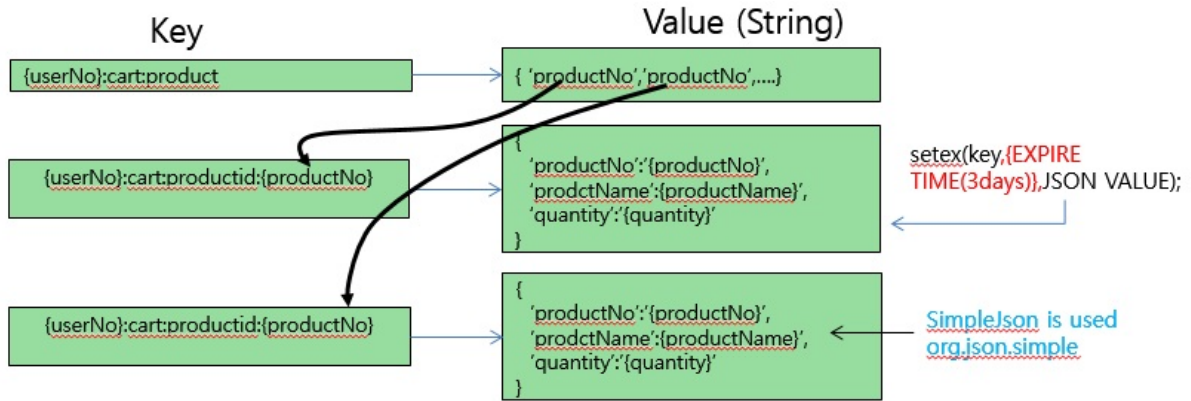 Key
Value (String)
{userNo}:cart:product
{ 'productNo','productNo',....}
{userNo}:cart:productid:{productNo}
{
'productNo':'{productNo}',
'prodctName':{productName}',
'quantity':'{quantity}'
}
setex(key,{EXPIRE
TIME(3days)},JSON VALUE);
{userNo}:cart:productid:{productNo}
{
'productNo':'{productNo}',
'prodctName':{productName}',
'quantity':'{quantity}'
}
SimpleJson is used
org.json.simple